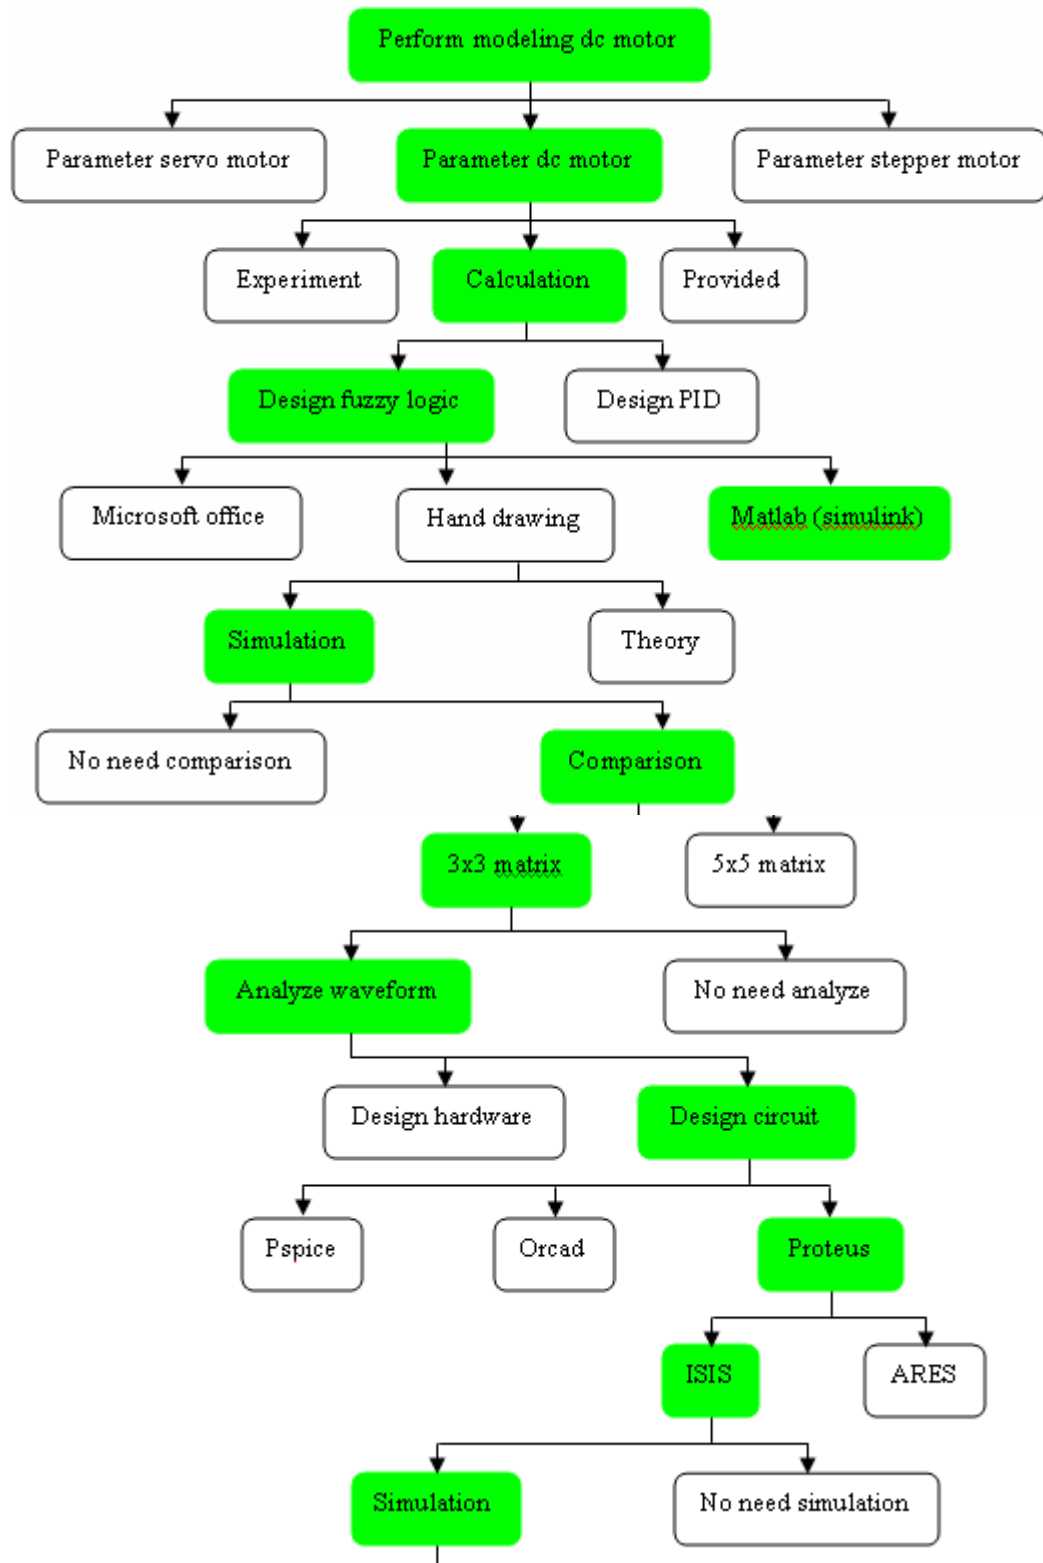 Perform modeling dc motor
Parameter servo motor
Parameter dc motor
Parameter stepper motor
Experiment
Calculation
Provided
Design fuzzy logic
Design PID
Microsoft office
Hand drawing
Matlab (simulink)
Simulation
Theory
No need comparison
Comparison
3x3 matrix
5x5 matrix
Analyze waveform
No need analyze
Design hardware
Design circuit
Pspice
Orcad
Proteus
ISIS
ARES
Simulation
No need simulation